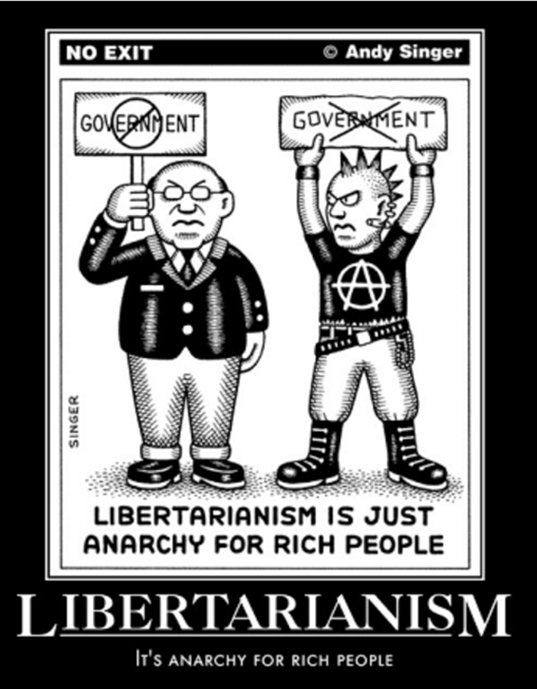 NO EXIT
© Andy Singer
GOVERNMENT
GOVERNMENT
SINGER
LIBERTARIANISM IS JUST
ANARCHY FOR RICH PEOPLE
LIBERTARIANISM
IT'S ANARCHY FOR RICH PEOPLE